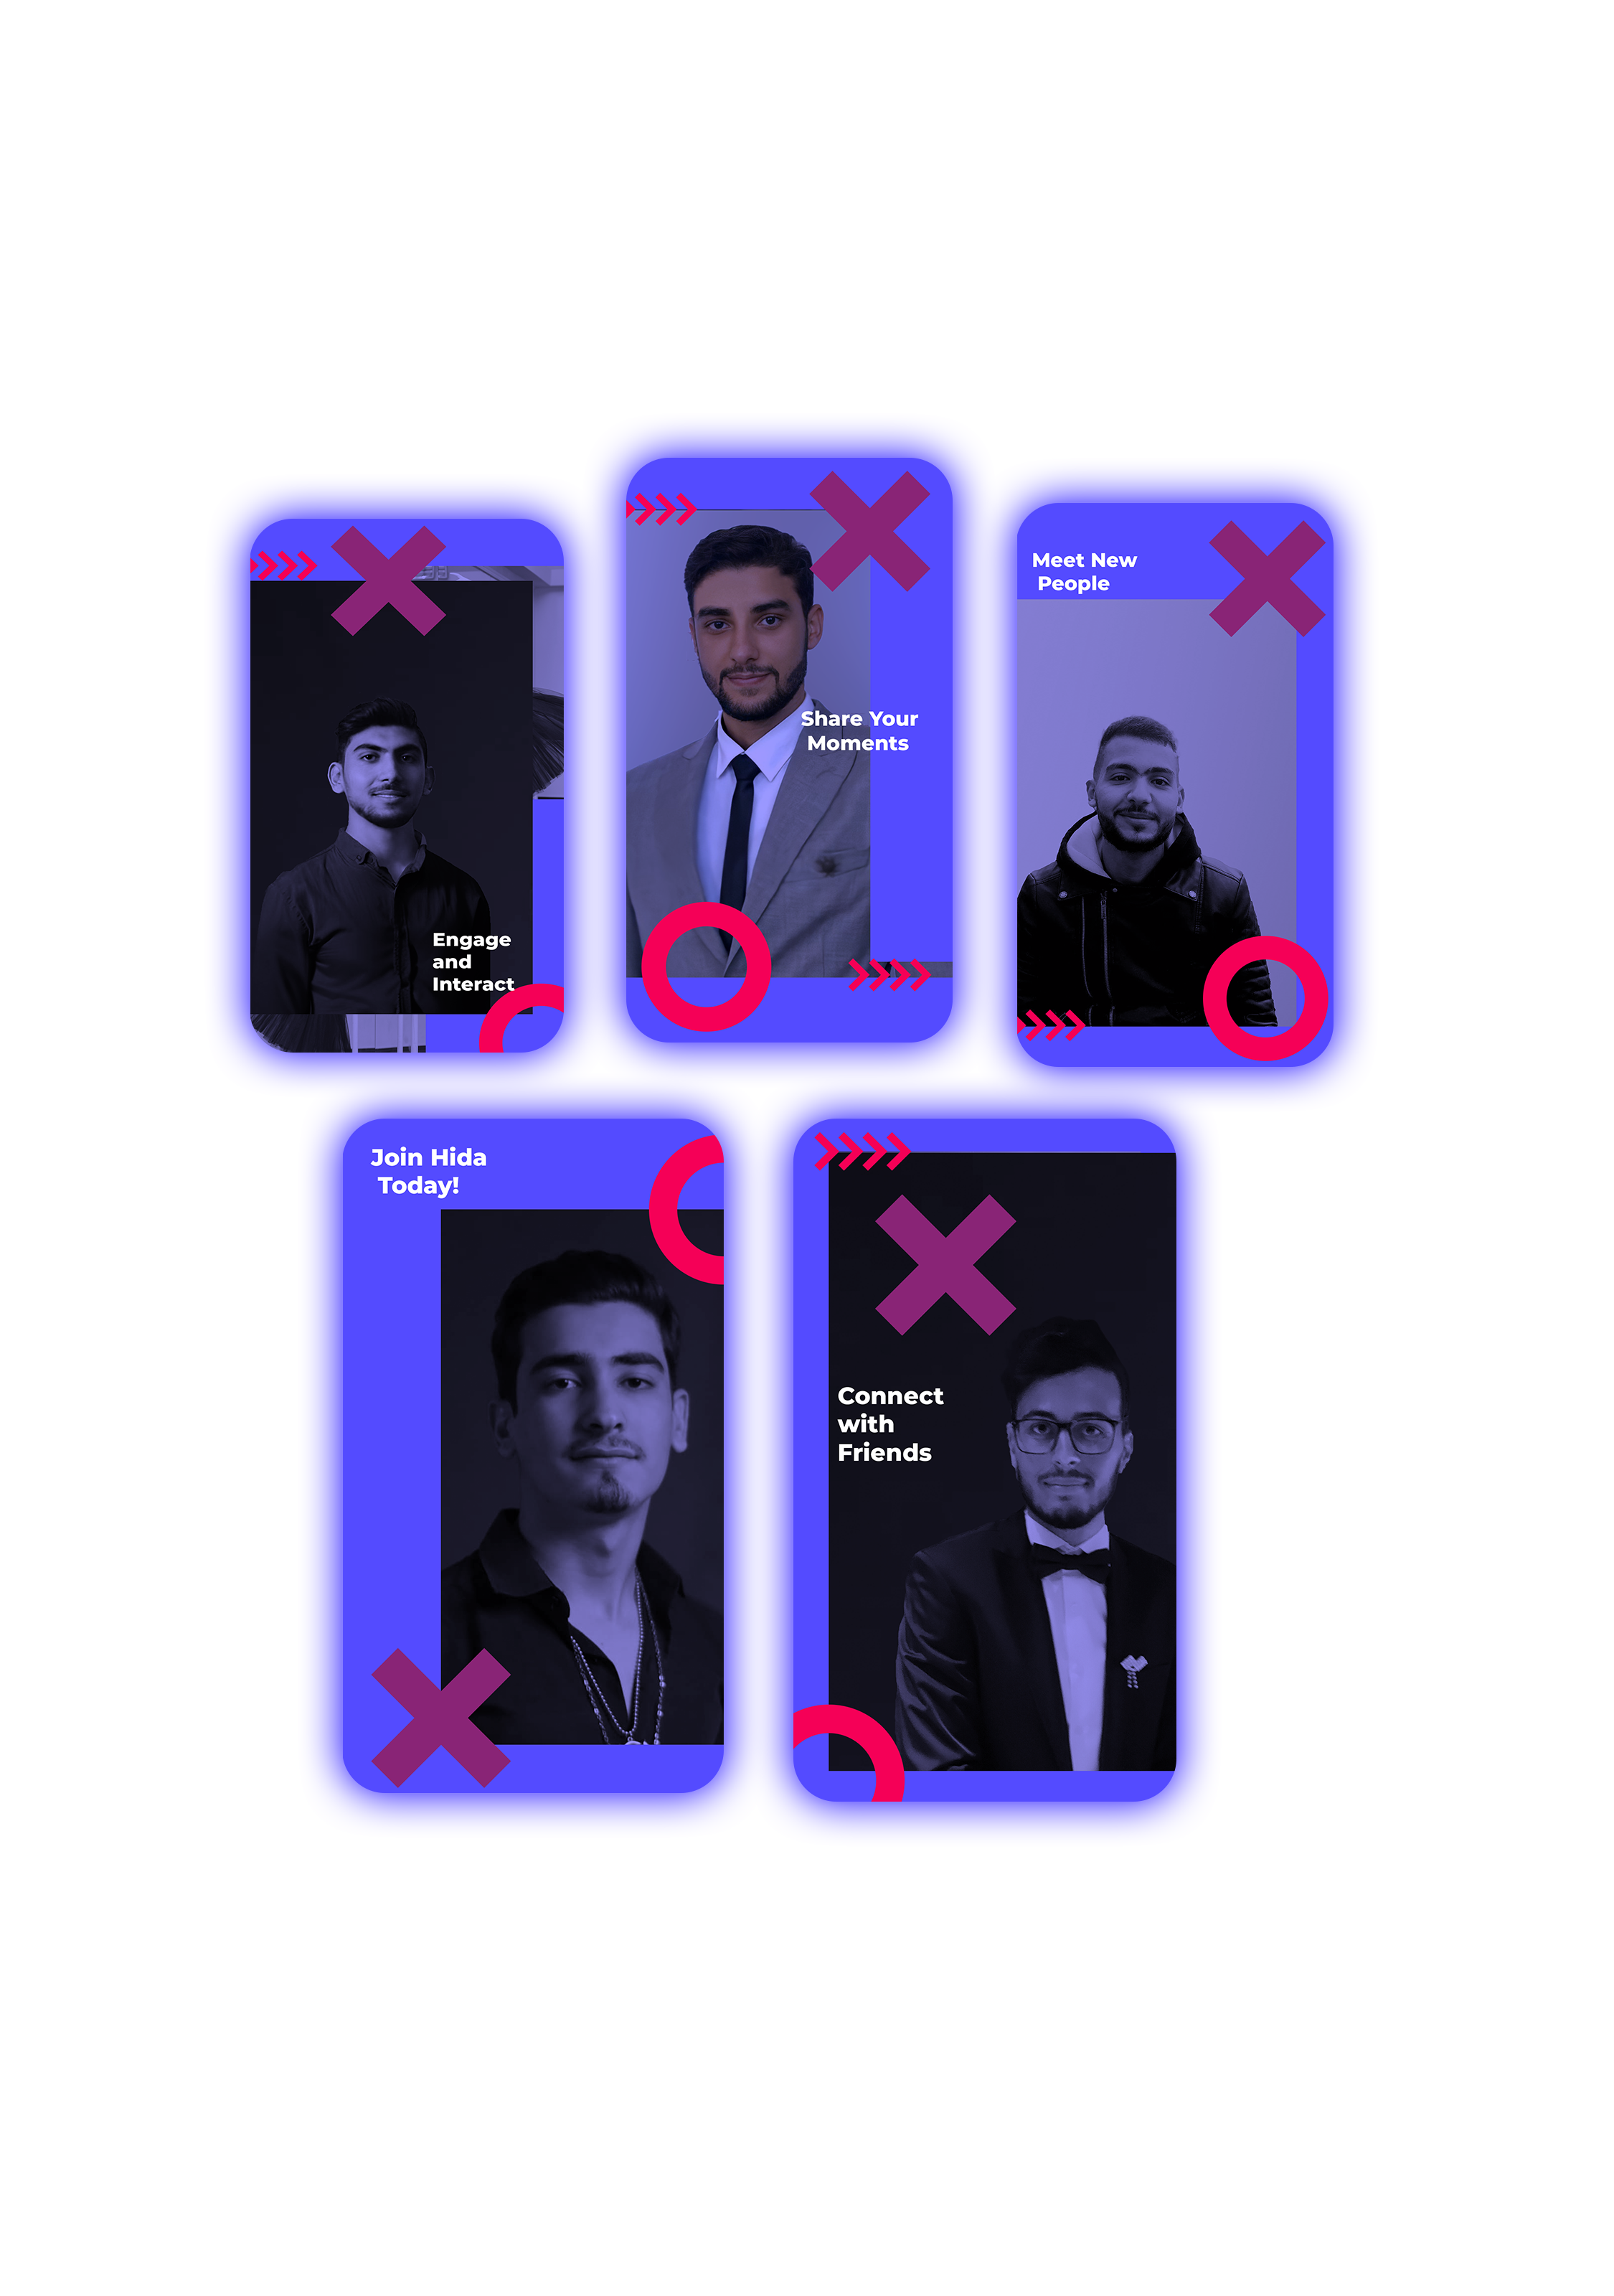 Engage
and
Interact
Share Your
Moments
Meet New
People
Join Hida
Today!
Connect
with
Friends